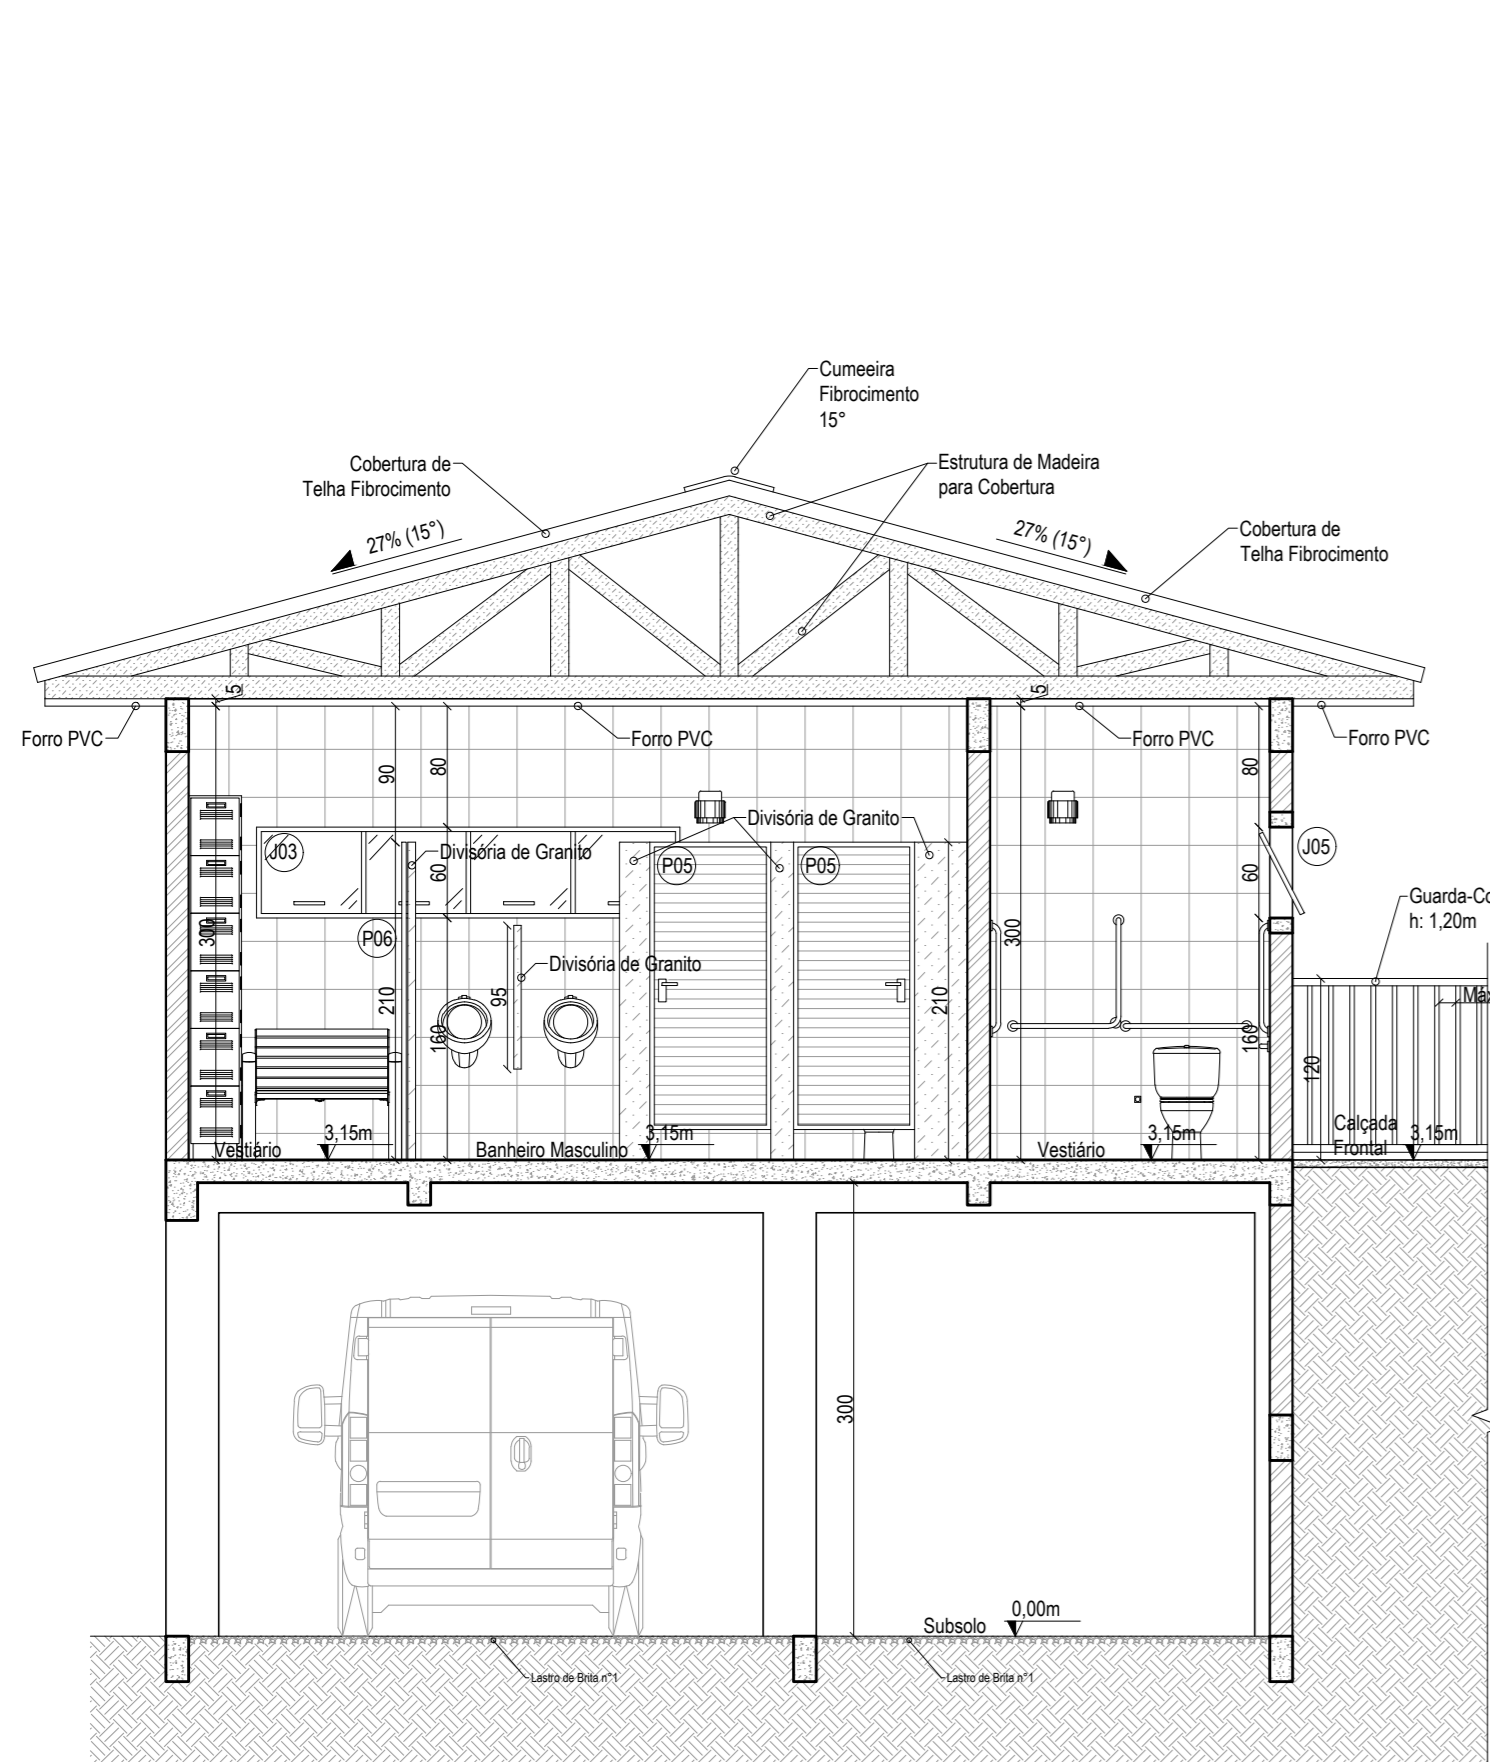 Cumeeira
Fibrocimento
15°
Cobertura de
Telha Fibrocimento
Estrutura de Madeira
para Cobertura
27% (15°)
27% (15°)
Cobertura de
Telha Fibrocimento
5
5
Forro PVC
Forro PVC
Forro PVC
Forro PVC
90
80
80
Divisória de Granito
J03
Divisória de Granito
P05
P05
J05
60
60
Guarda-Co
h: 1,20m
300
P06
300
Divisória de Granito
95
210
210
Máx
160
160
120
Calçada
Frontal
3,15m
Vestiário
3,15m
Banheiro Masculino
3,15m
Vestiário
3,15m
300
Subsolo
0,00m
Lastro de Brita n°1
Lastro de Brita n°1